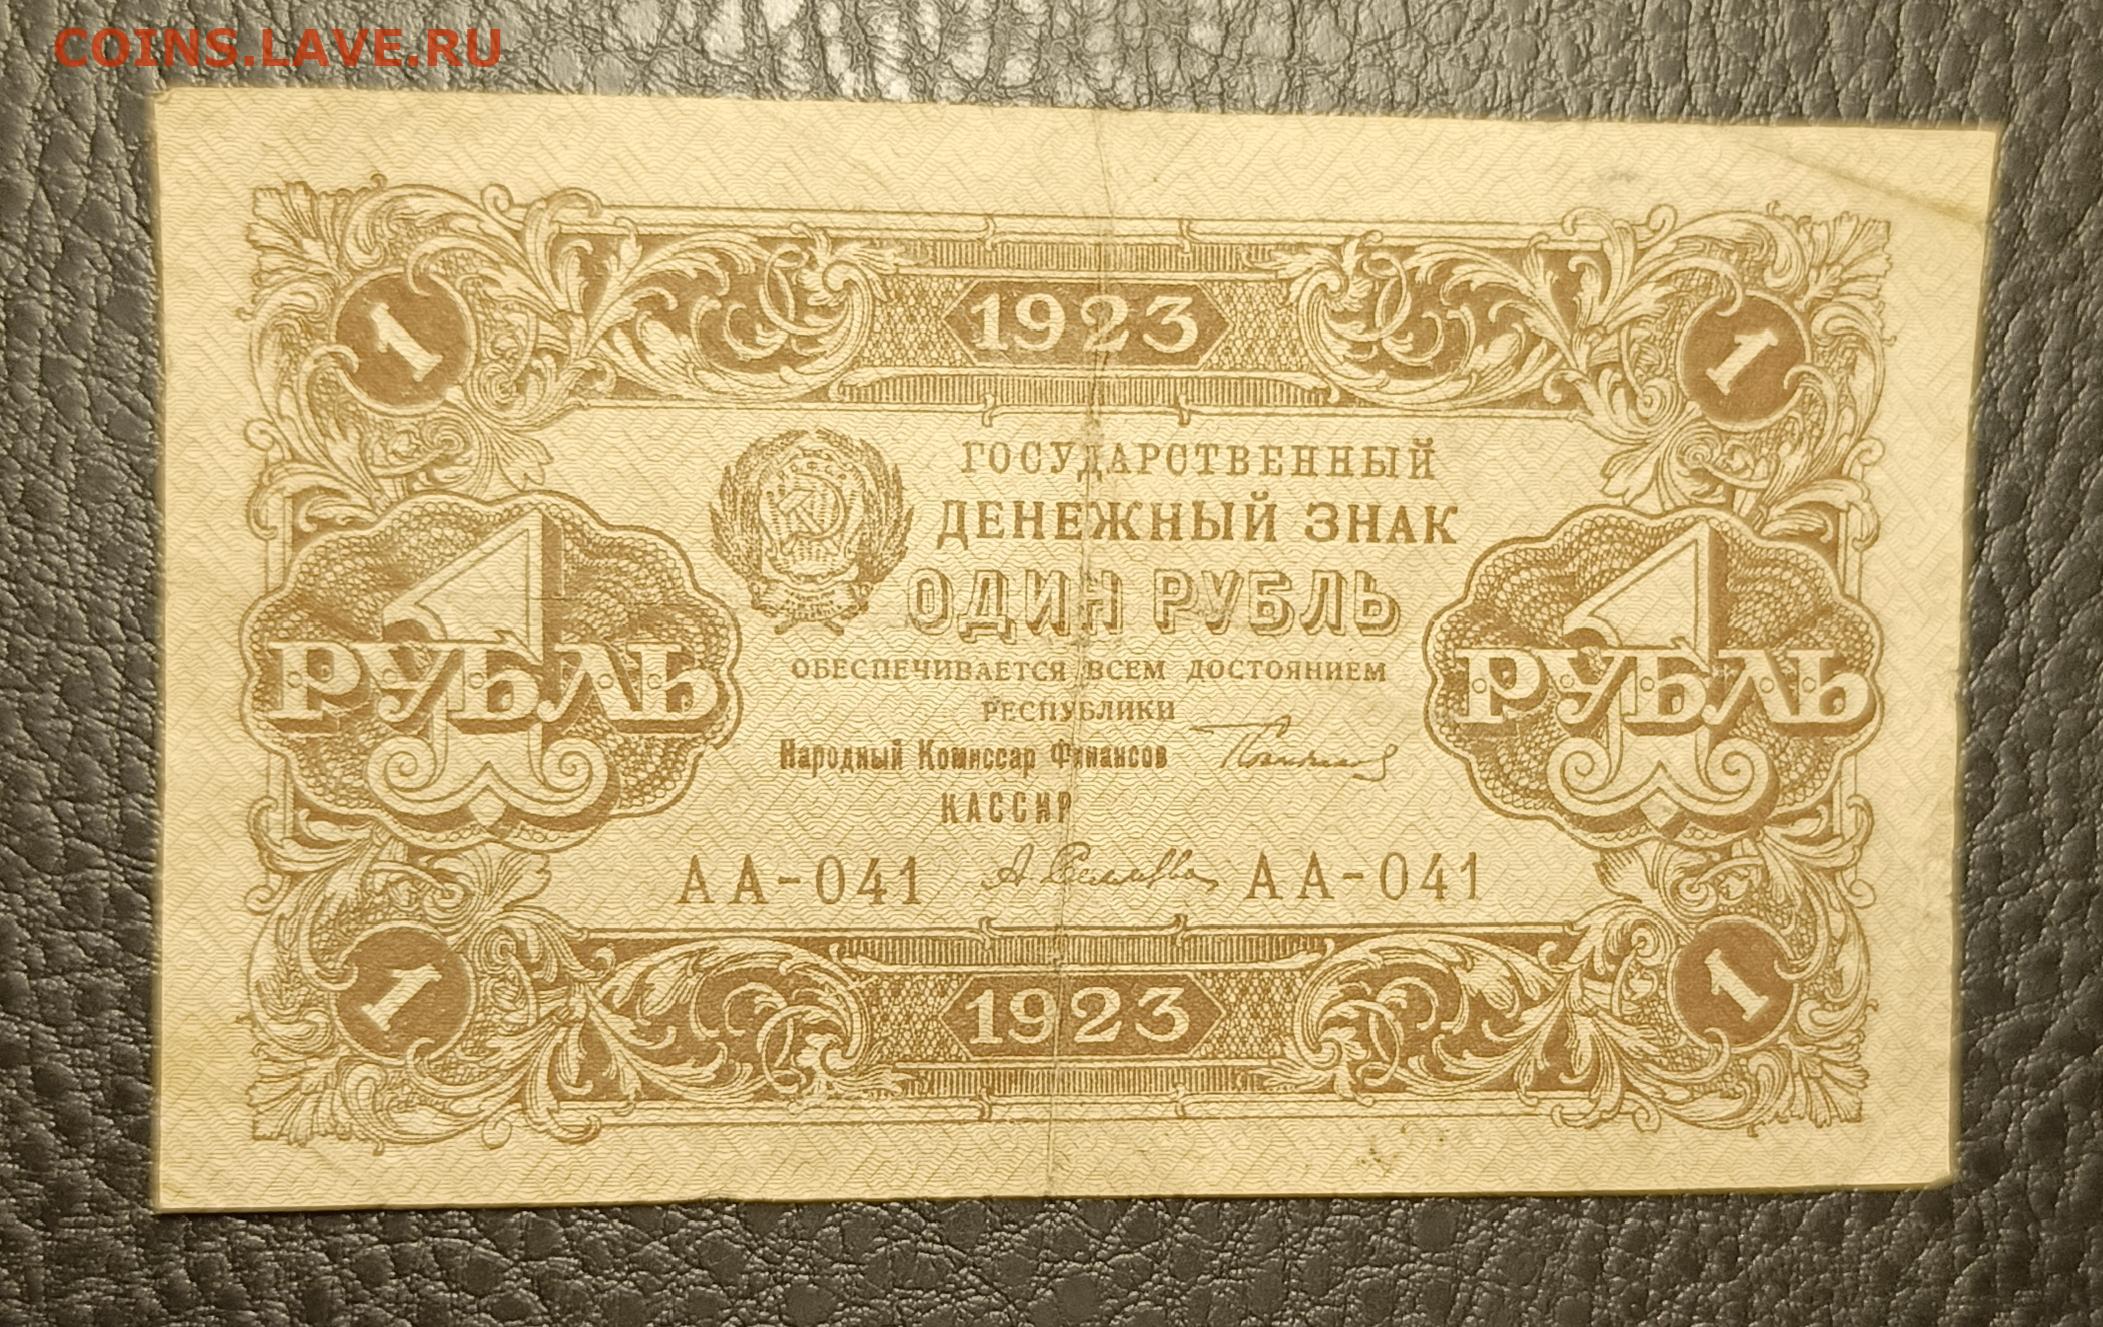 COINS.LAVE.RU
1 1923 1
ГОСУДАРСТВЕННЫЙ
ДЕНЕЖНЫЙ ЗНАК
ОДИН РУБЛЬ
1 РУБЛЬ
1 РУБЛЬ
ОБЕСПЕЧИВАЕТСЯ ВСЕМ ДОСТОЯНИЕМ
РЕСПУБЛИКИ
Народный Комиссар Финансов
КАССИР
АА-041 АА-041
1 1923 1